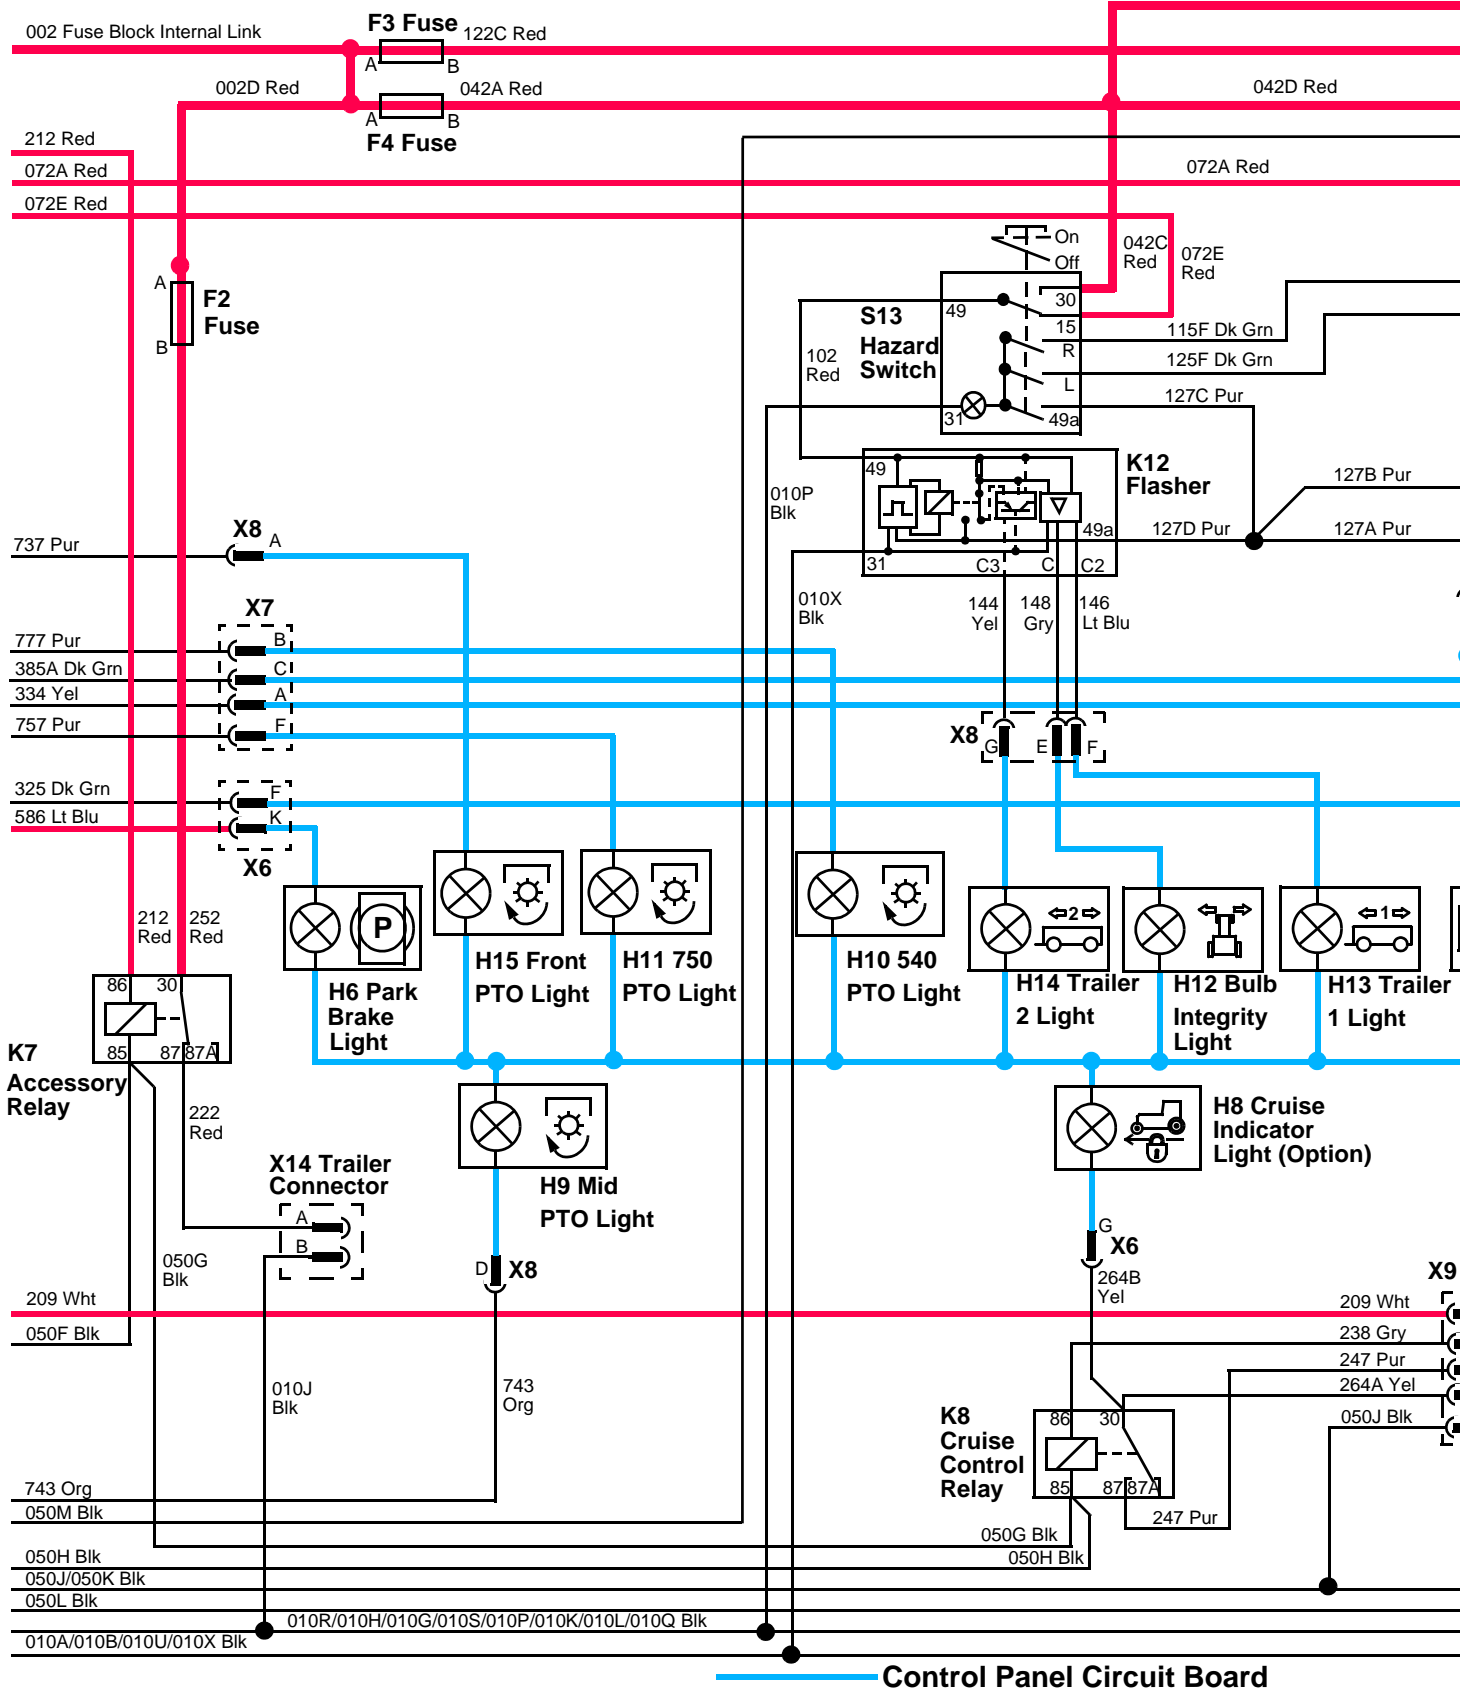 002 Fuse Block Internal Link
F3 Fuse
122C Red
A
B
002D Red
042A Red
042D Red
A
B
F4 Fuse
212 Red
072A Red
072A Red
072E Red
On
Off
042C
Red
072E
Red
A
F2
Fuse
B
S13
Hazard
Switch
49
30
15
R
L
31
49a
115F Dk Grn
125F Dk Grn
127C Pur
102
Red
K12
Flasher
49
010P
Blk
127B Pur
49a
127D Pur
127A Pur
31
C3
C
C2
X8
A
737 Pur
010X
Blk
144
Yel
148
Gry
146
Lt Blu
X7
777 Pur
B
385A Dk Grn
C
334 Yel
A
757 Pur
F
X8
G
E
F
325 Dk Grn
F
586 Lt Blu
K
X6
P
2
1
212
Red
252
Red
H15 Front
PTO Light
H11 750
PTO Light
H10 540
PTO Light
H6 Park
Brake
Light
H14 Trailer
2 Light
H12 Bulb
Integrity
Light
H13 Trailer
1 Light
86
30
85
87
87A
K7
Accessory
Relay
222
Red
H8 Cruise
Indicator
Light (Option)
X14 Trailer
Connector
A
B
H9 Mid
PTO Light
050G
Blk
D
X8
G
X6
264B
Yel
X9
209 Wht
209 Wht
050F Blk
238 Gry
247 Pur
264A Yel
050J Blk
010J
Blk
743
Org
K8
Cruise
Control
Relay
86
30
85
87
87A
247 Pur
743 Org
050M Blk
050G Blk
050H Blk
050H Blk
050J/050K Blk
050L Blk
010R/010H/010G/010S/010P/010K/010L/010Q Blk
010A/010B/010U/010X Blk
Control Panel Circuit Board